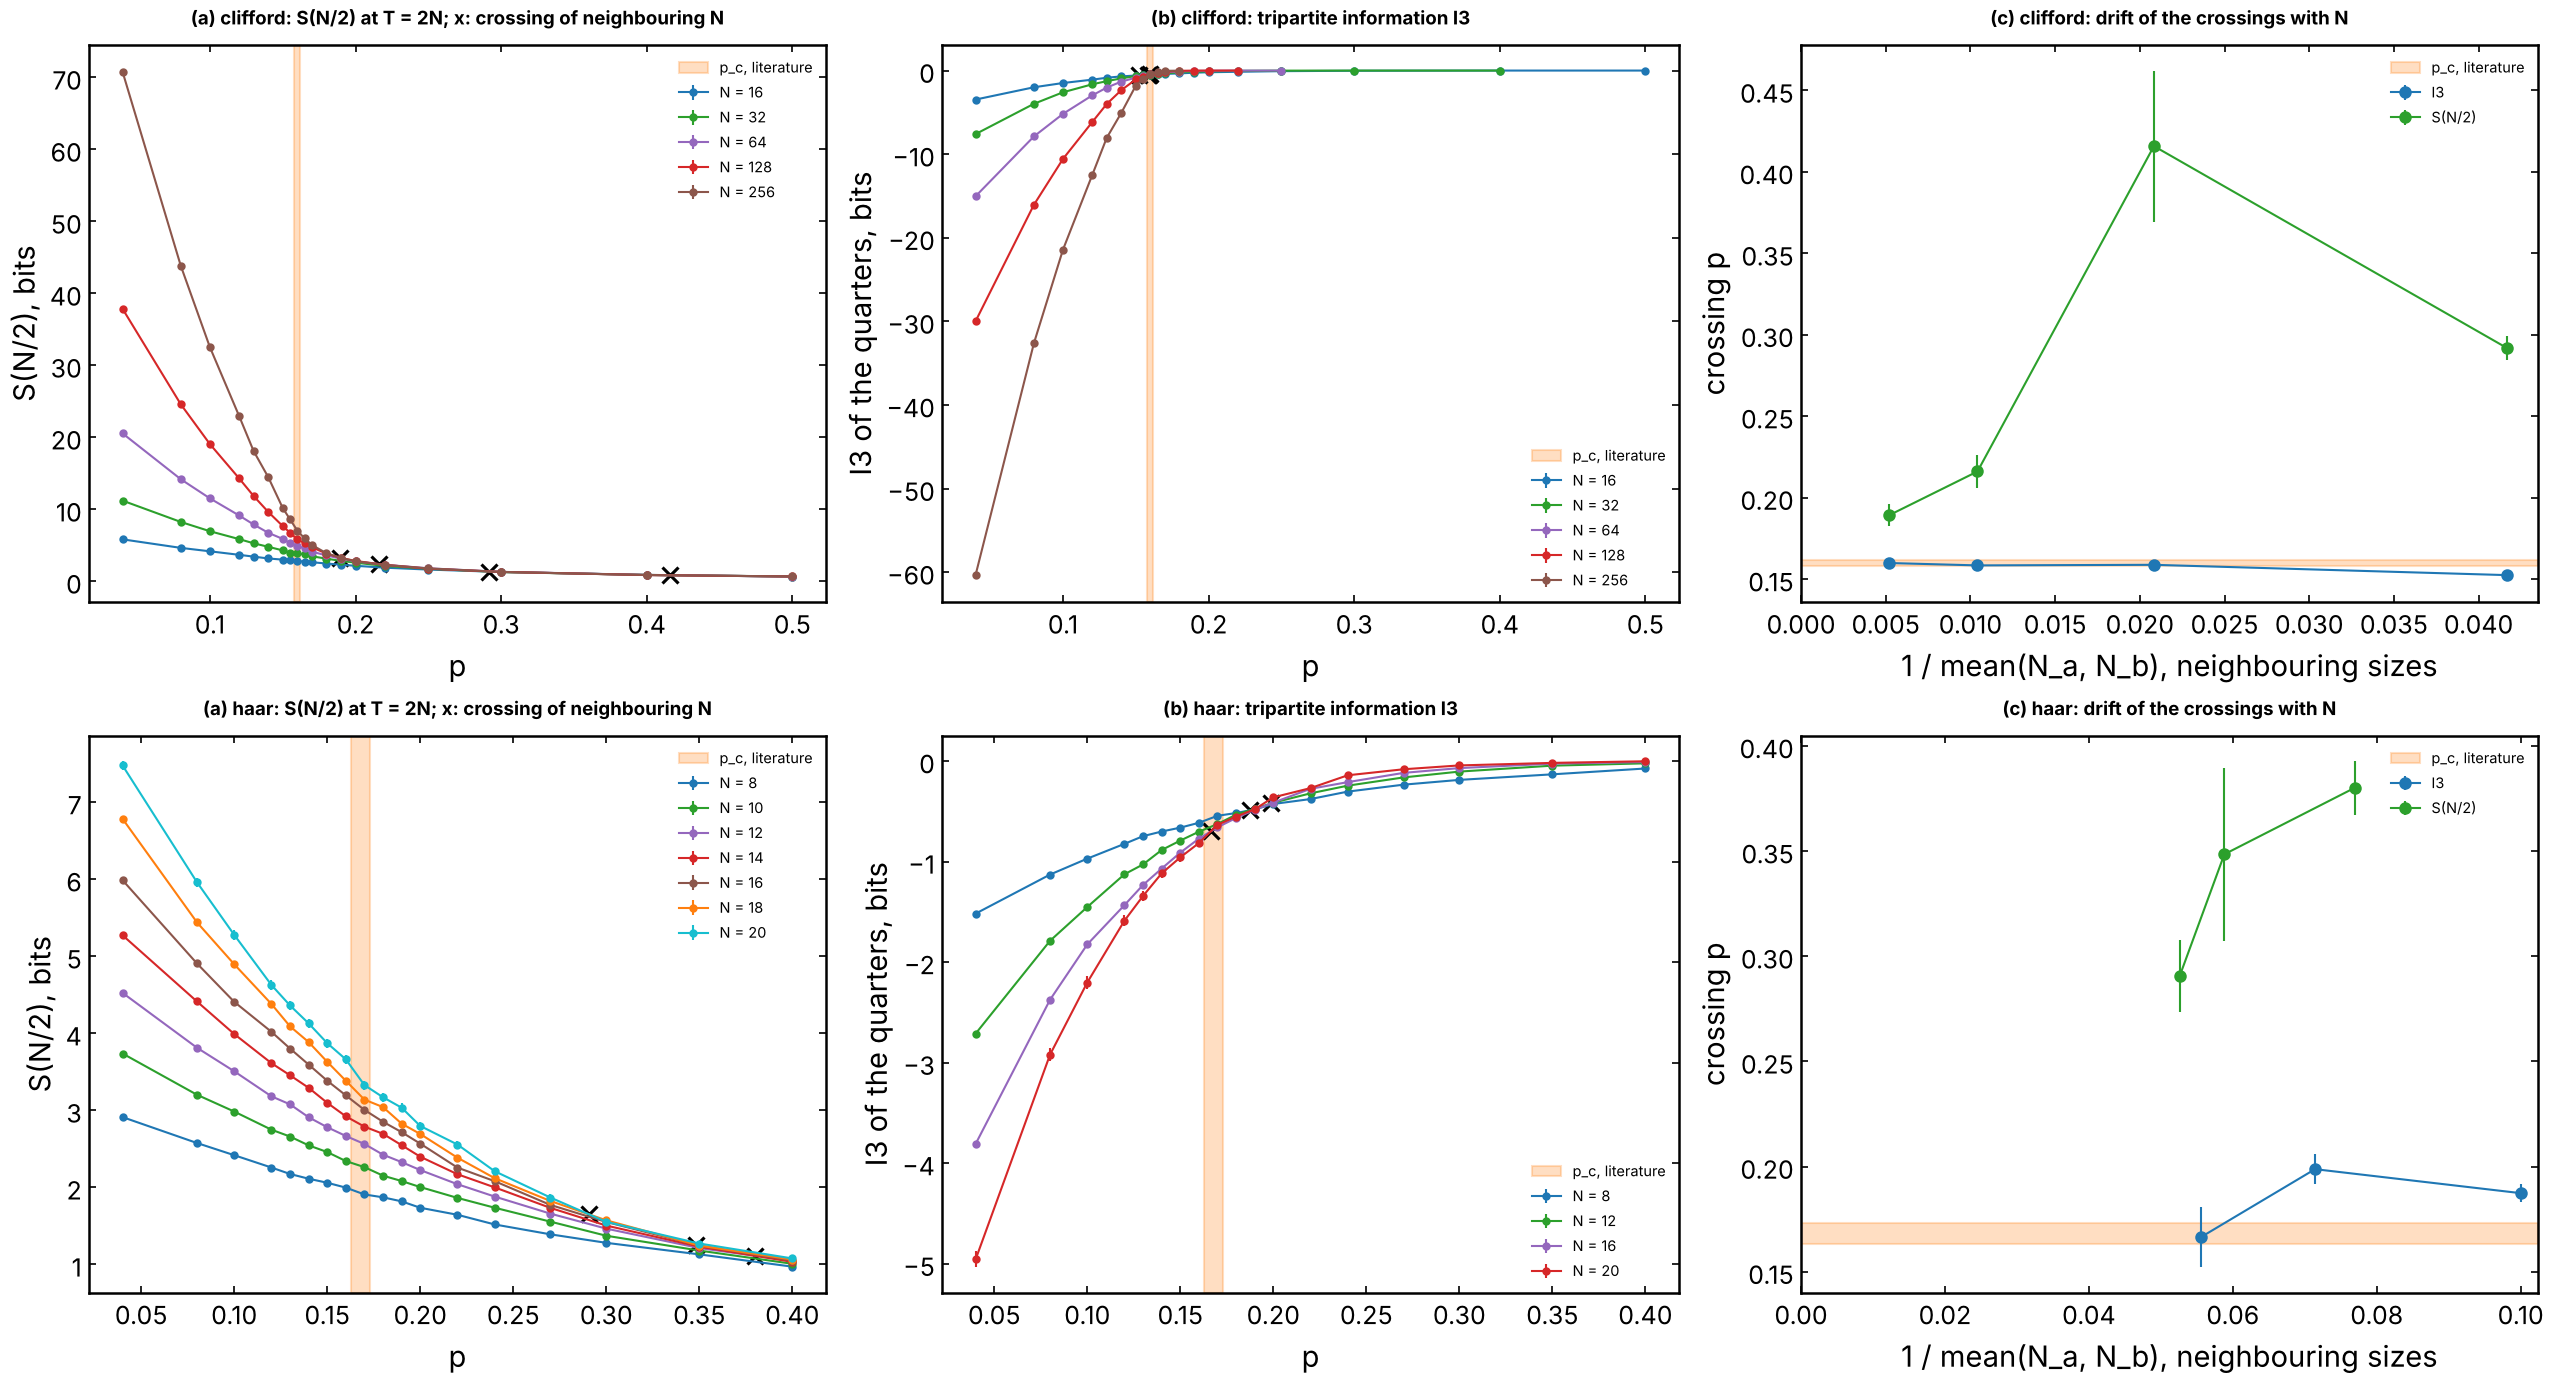 (a) clifford: S(N/2) at T = 2N; x: crossing of neighbouring N
S(N/2), bits
70
60
50
40
30
20
10
0
0.1 0.2 0.3 0.4 0.5
p
p_c, literature
N = 16
N = 32
N = 64
N = 128
N = 256
(b) clifford: tripartite information I3
I3 of the quarters, bits
0
−10
−20
−30
−40
−50
−60
0.1 0.2 0.3 0.4 0.5
p
p_c, literature
N = 16
N = 32
N = 64
N = 128
N = 256
(c) clifford: drift of the crossings with N
crossing p
0.45
0.40
0.35
0.30
0.25
0.20
0.15
0.000 0.005 0.010 0.015 0.020 0.025 0.030 0.035 0.040
1 / mean(N_a, N_b), neighbouring sizes
p_c, literature
I3
S(N/2)
(a) haar: S(N/2) at T = 2N; x: crossing of neighbouring N
S(N/2), bits
7
6
5
4
3
2
1
0.05 0.10 0.15 0.20 0.25 0.30 0.35 0.40
p
p_c, literature
N = 8
N = 10
N = 12
N = 14
N = 16
N = 18
N = 20
(b) haar: tripartite information I3
I3 of the quarters, bits
0
−1
−2
−3
−4
−5
0.05 0.10 0.15 0.20 0.25 0.30 0.35 0.40
p
p_c, literature
N = 8
N = 12
N = 16
N = 20
(c) haar: drift of the crossings with N
crossing p
0.40
0.35
0.30
0.25
0.20
0.15
0.00 0.02 0.04 0.06 0.08 0.10
1 / mean(N_a, N_b), neighbouring sizes
p_c, literature
I3
S(N/2)